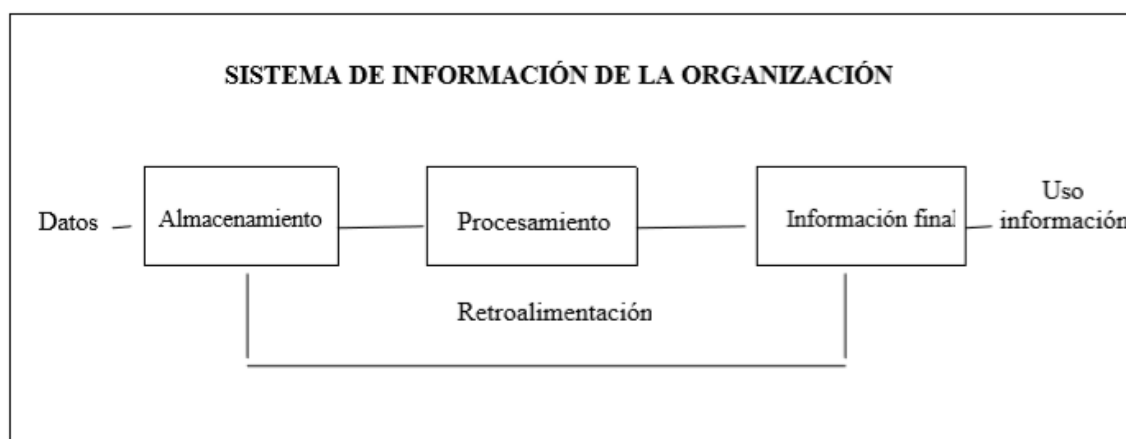 SISTEMA DE INFORMACIÓN DE LA ORGANIZACIÓN
Datos
Almacenamiento
Procesamiento
Información final
Uso
información
Retroalimentación